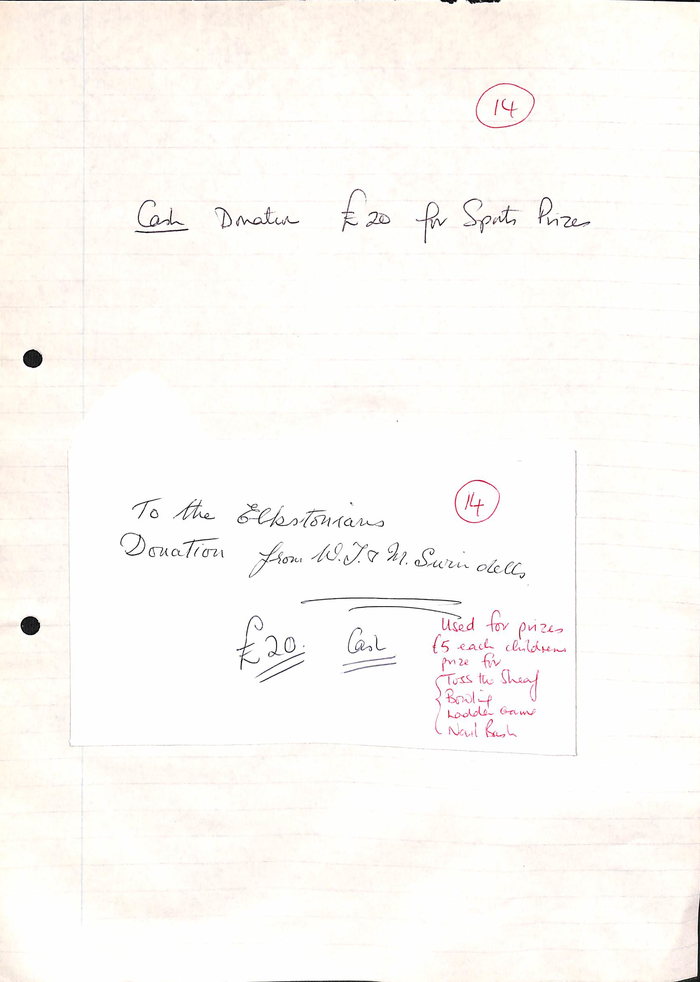 14
Cash Donation £20 for Sports Prizes
14
To the Elkstonians
Donation from W.J. & M. Swindells
£20. Cash
Used for prizes
£5 each childrens
prize for
Toss the Sheaf
Bowling
Ladder Game
Nail Bash